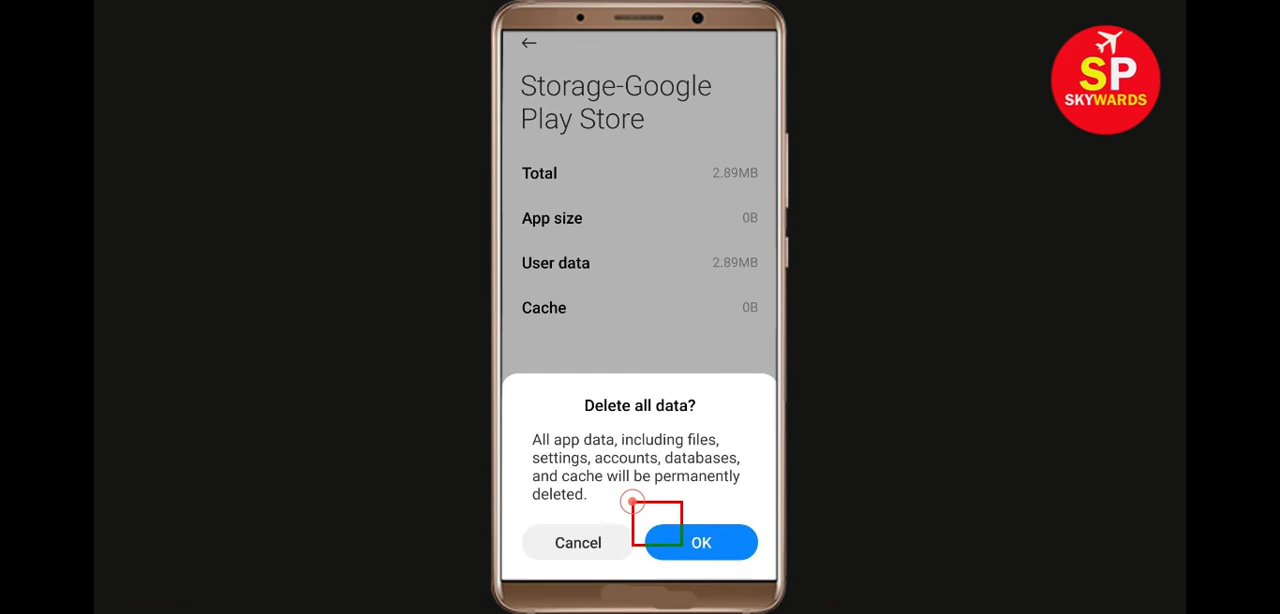 SP
SKYWARDS
Storage-Google
Play Store
Total 2.89MB
App size 0B
User data 2.89MB
Cache 0B
Delete all data?
All app data, including files,
settings, accounts, databases,
and cache will be permanently
deleted.
Cancel OK